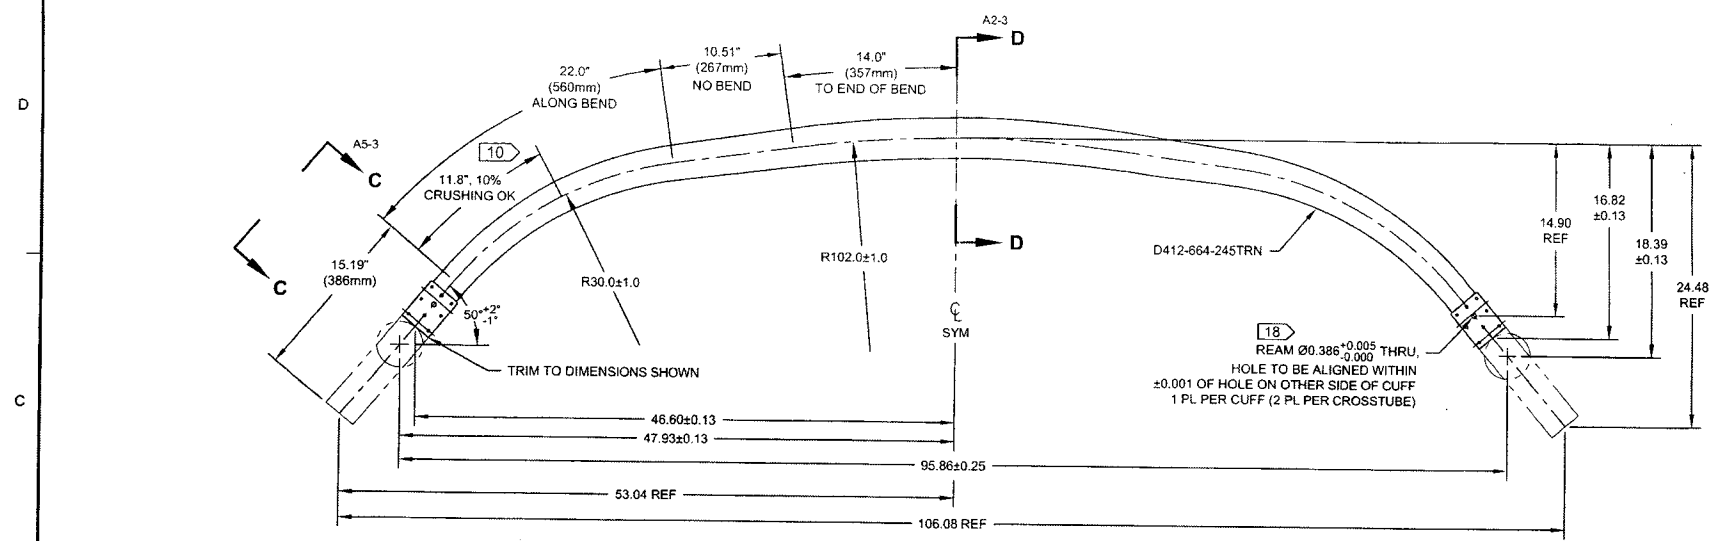 A2-3
D
10.51"
(267mm)
NO BEND
14.0"
(357mm)
TO END OF BEND
22.0"
(560mm)
ALONG BEND
D
10
A5-3
C
11.8", 10%
CRUSHING OK
14.90
REF
16.82
±0.13
18.39
±0.13
24.48
REF
D
D412-664-245TRN
R102.0±1.0
R30.0±1.0
15.19"
(386mm)
C
50°+2°
-1°
℄
SYM
18
REAM Ø0.386+0.005
-0.000 THRU,
HOLE TO BE ALIGNED WITHIN
±0.001 OF HOLE ON OTHER SIDE OF CUFF
1 PL PER CUFF (2 PL PER CROSSTUBE)
TRIM TO DIMENSIONS SHOWN
C
46.60±0.13
47.93±0.13
95.86±0.25
53.04 REF
106.08 REF